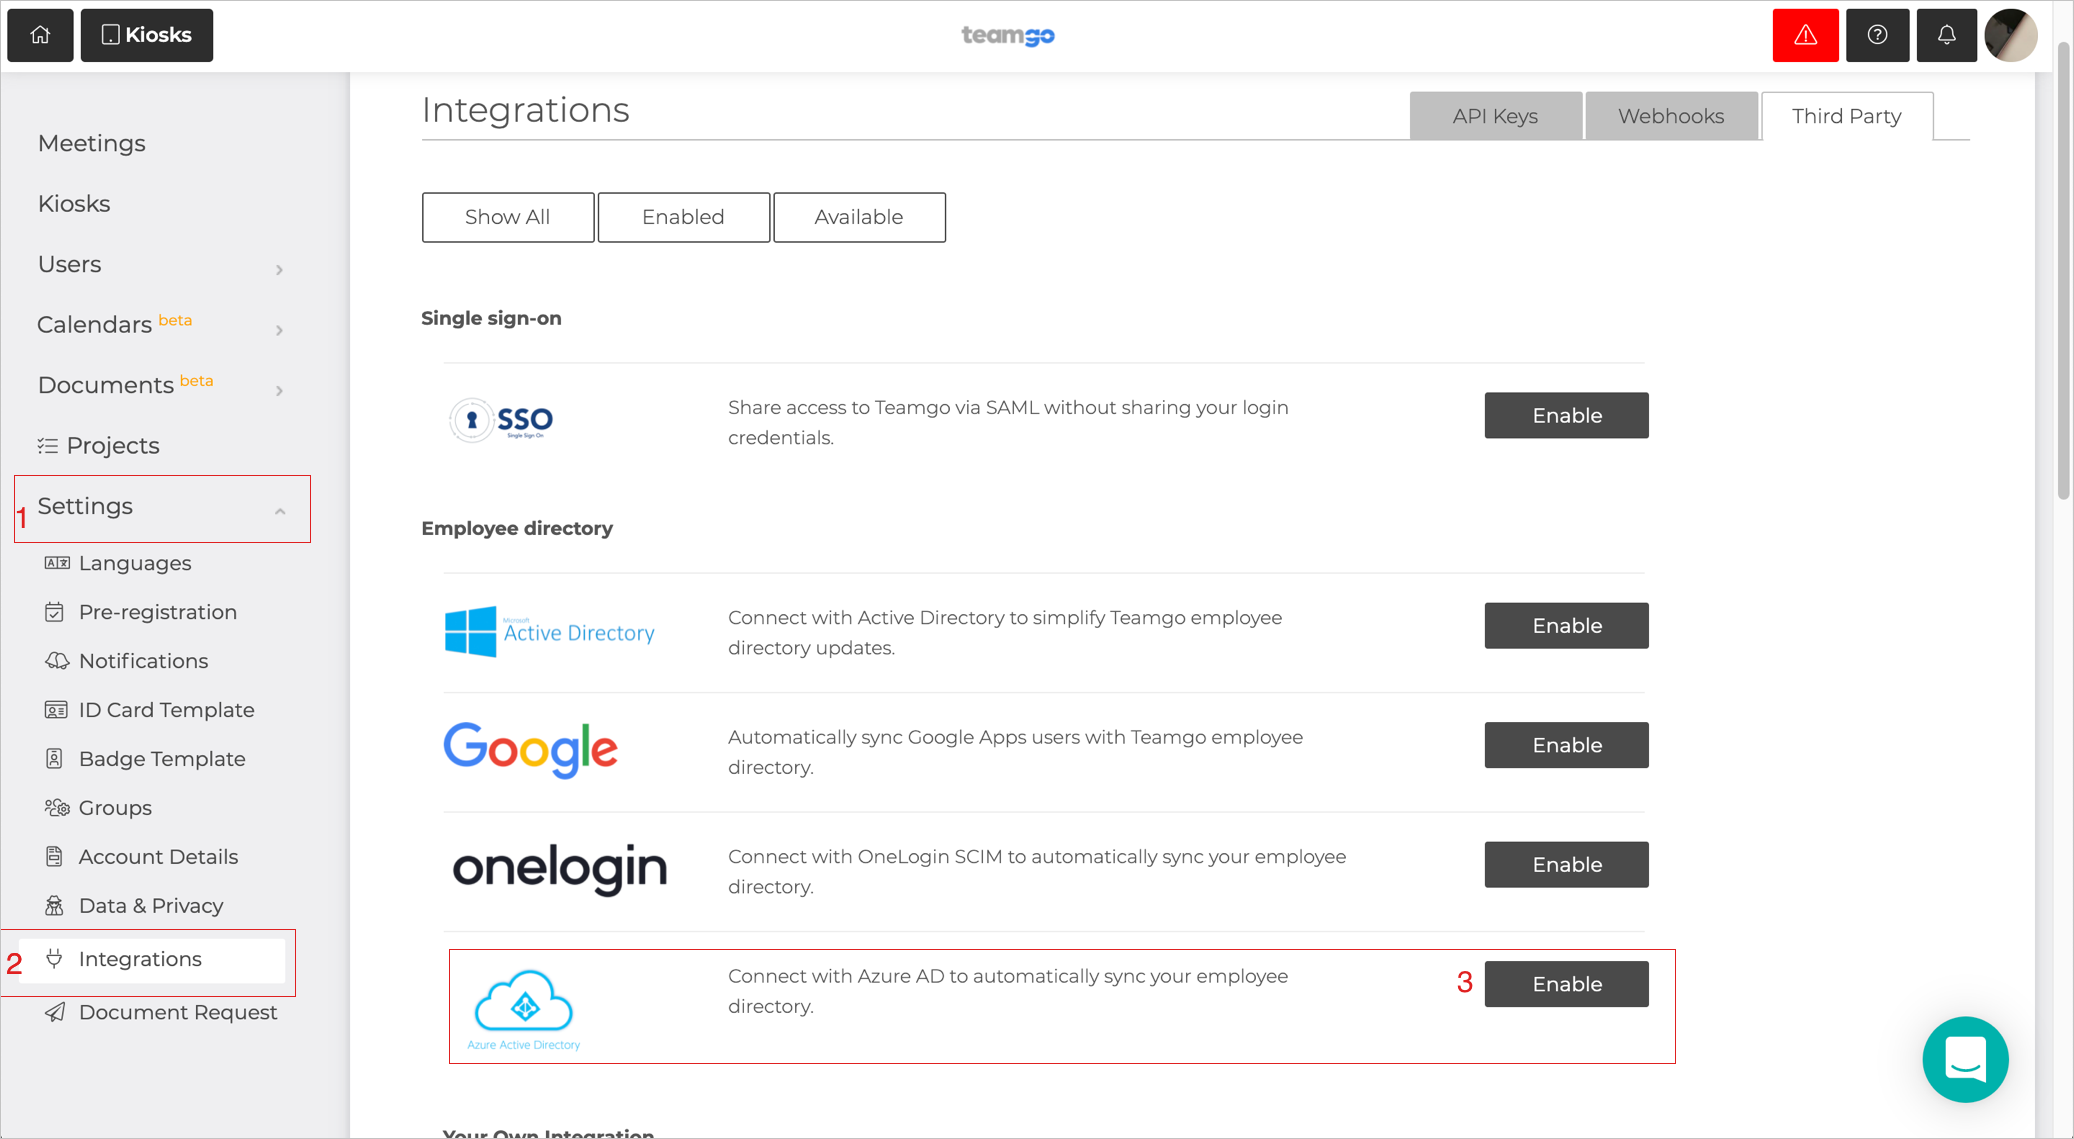 Kiosks
teamgo
Meetings
Kiosks
Users
Calendars beta
Documents beta
Projects
1
Settings
Languages
Pre-registration
Notifications
ID Card Template
Badge Template
Groups
Account Details
Data & Privacy
2
Integrations
Document Request
Integrations
API Keys
Webhooks
Third Party
Show All
Enabled
Available
Single sign-on
SSO
Single Sign On
Share access to Teamgo via SAML without sharing your login
credentials.
Enable
Employee directory
Microsoft
Active Directory
Connect with Active Directory to simplify Teamgo employee
directory updates.
Enable
Google
Automatically sync Google Apps users with Teamgo employee
directory.
Enable
onelogin
Connect with OneLogin SCIM to automatically sync your employee
directory.
Enable
Azure Active Directory
Connect with Azure AD to automatically sync your employee
directory.
3
Enable
Your Own Integration